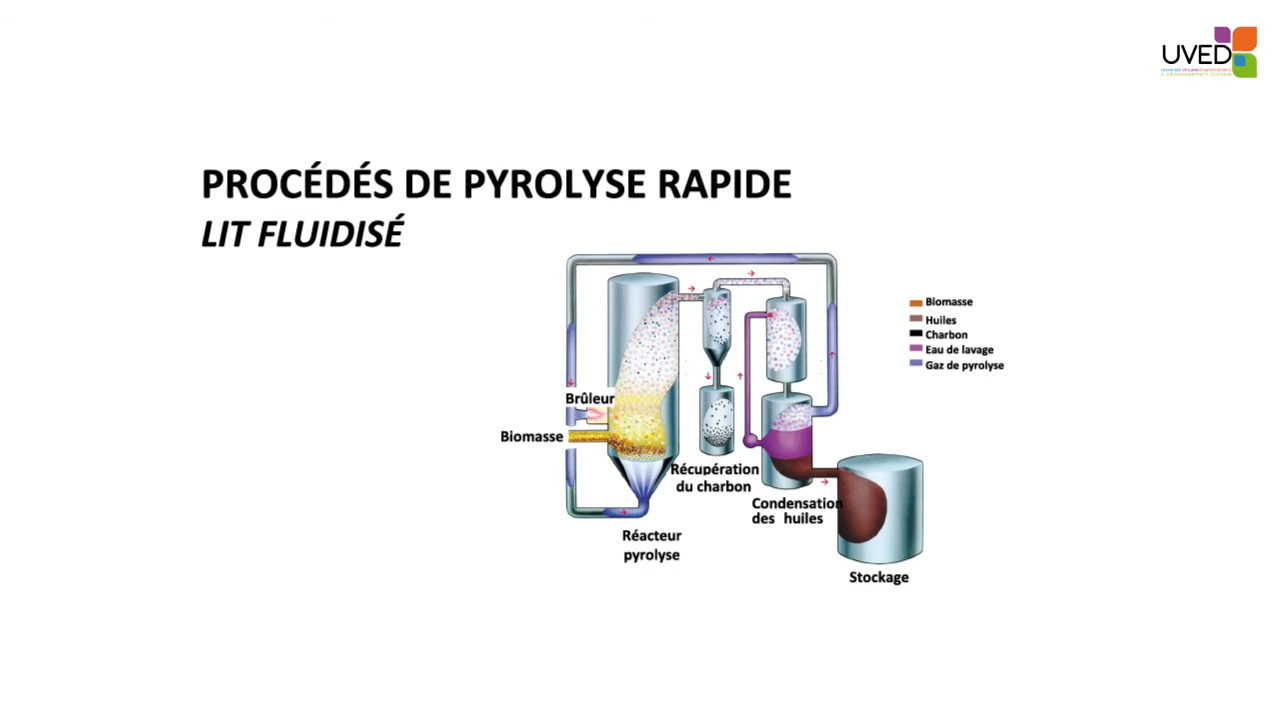 UVED
PROCÉDÉS DE PYROLYSE RAPIDE
LIT FLUIDISÉ
Biomasse
Huiles
Charbon
Eau de lavage
Gaz de pyrolyse
Brûleur
Biomasse
Récupération
du charbon
Condensation
des huiles
Réacteur
pyrolyse
Stockage